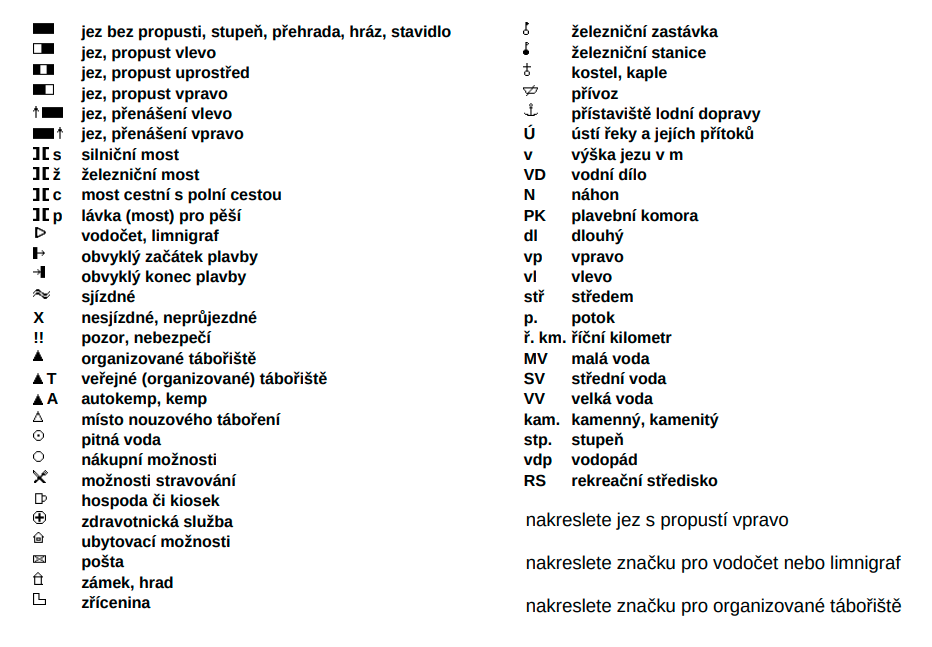 jez bez propusti, stupeň, přehrada, hráz, stavidlo
jez, propust vlevo
jez, propust uprostřed
jez, propust vpravo
jez, přenášení vlevo
jez, přenášení vpravo
s silniční most
ž železniční most
c most cestní s polní cestou
p lávka (most) pro pěší
vodočet, limnigraf
obvyklý začátek plavby
obvyklý konec plavby
sjízdné
X nesjízdné, neprůjezdné
!! pozor, nebezpečí
organizované tábořiště
T veřejné (organizované) tábořiště
A autokemp, kemp
místo nouzového táboření
pitná voda
nákupní možnosti
možnosti stravování
hospoda či kiosek
zdravotnická služba
ubytovací možnosti
pošta
zámek, hrad
zřícenina
železniční zastávka
železniční stanice
kostel, kaple
přívoz
přístaviště lodní dopravy
Ú ústí řeky a jejích přítoků
v výška jezu v m
VD vodní dílo
N náhon
PK plavební komora
dl dlouhý
vp vpravo
vl vlevo
stř středem
p. potok
ř. km. říční kilometr
MV malá voda
SV střední voda
VV velká voda
kam. kamenný, kamenitý
stp. stupeň
vdp vodopád
RS rekreační středisko
nakreslete jez s propustí vpravo
nakreslete značku pro vodočet nebo limnigraf
nakreslete značku pro organizované tábořiště